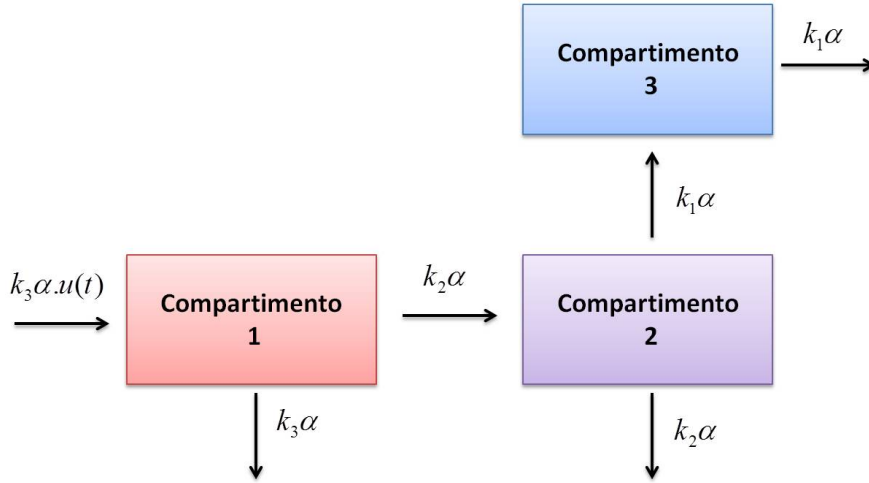 Compartimento
3
k₁α
k₁α
k₃α.u(t)
Compartimento
1
k₂α
Compartimento
2
k₃α
k₂α